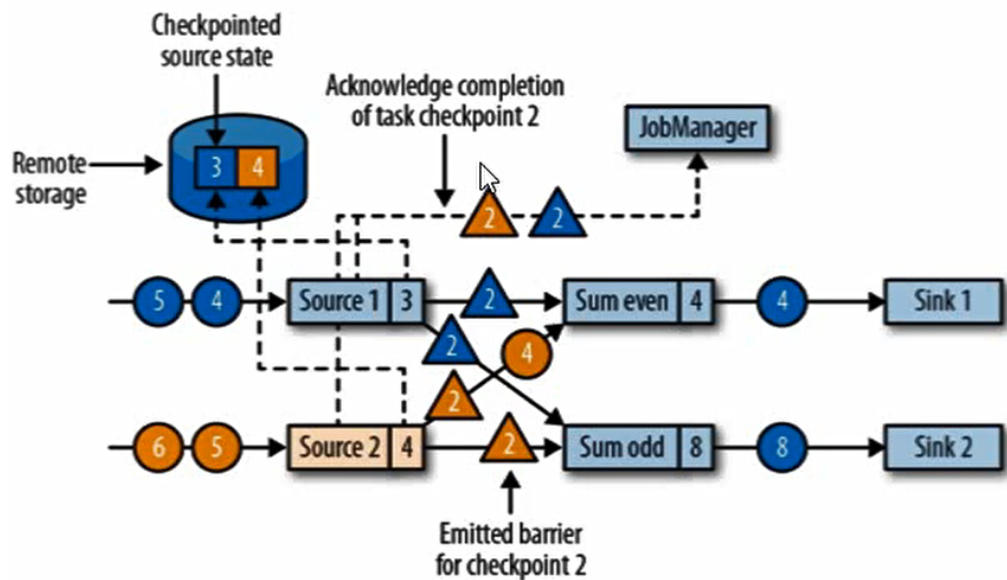 Checkpointed
source state
Acknowledge completion
of task checkpoint 2
JobManager
Remote
storage
3 4
2 2
5 4 Source 1 3 2 Sum even 4 4 Sink 1
2 4
2
6 5 Source 2 4 2 Sum odd 8 8 Sink 2
Emitted barrier
for checkpoint 2